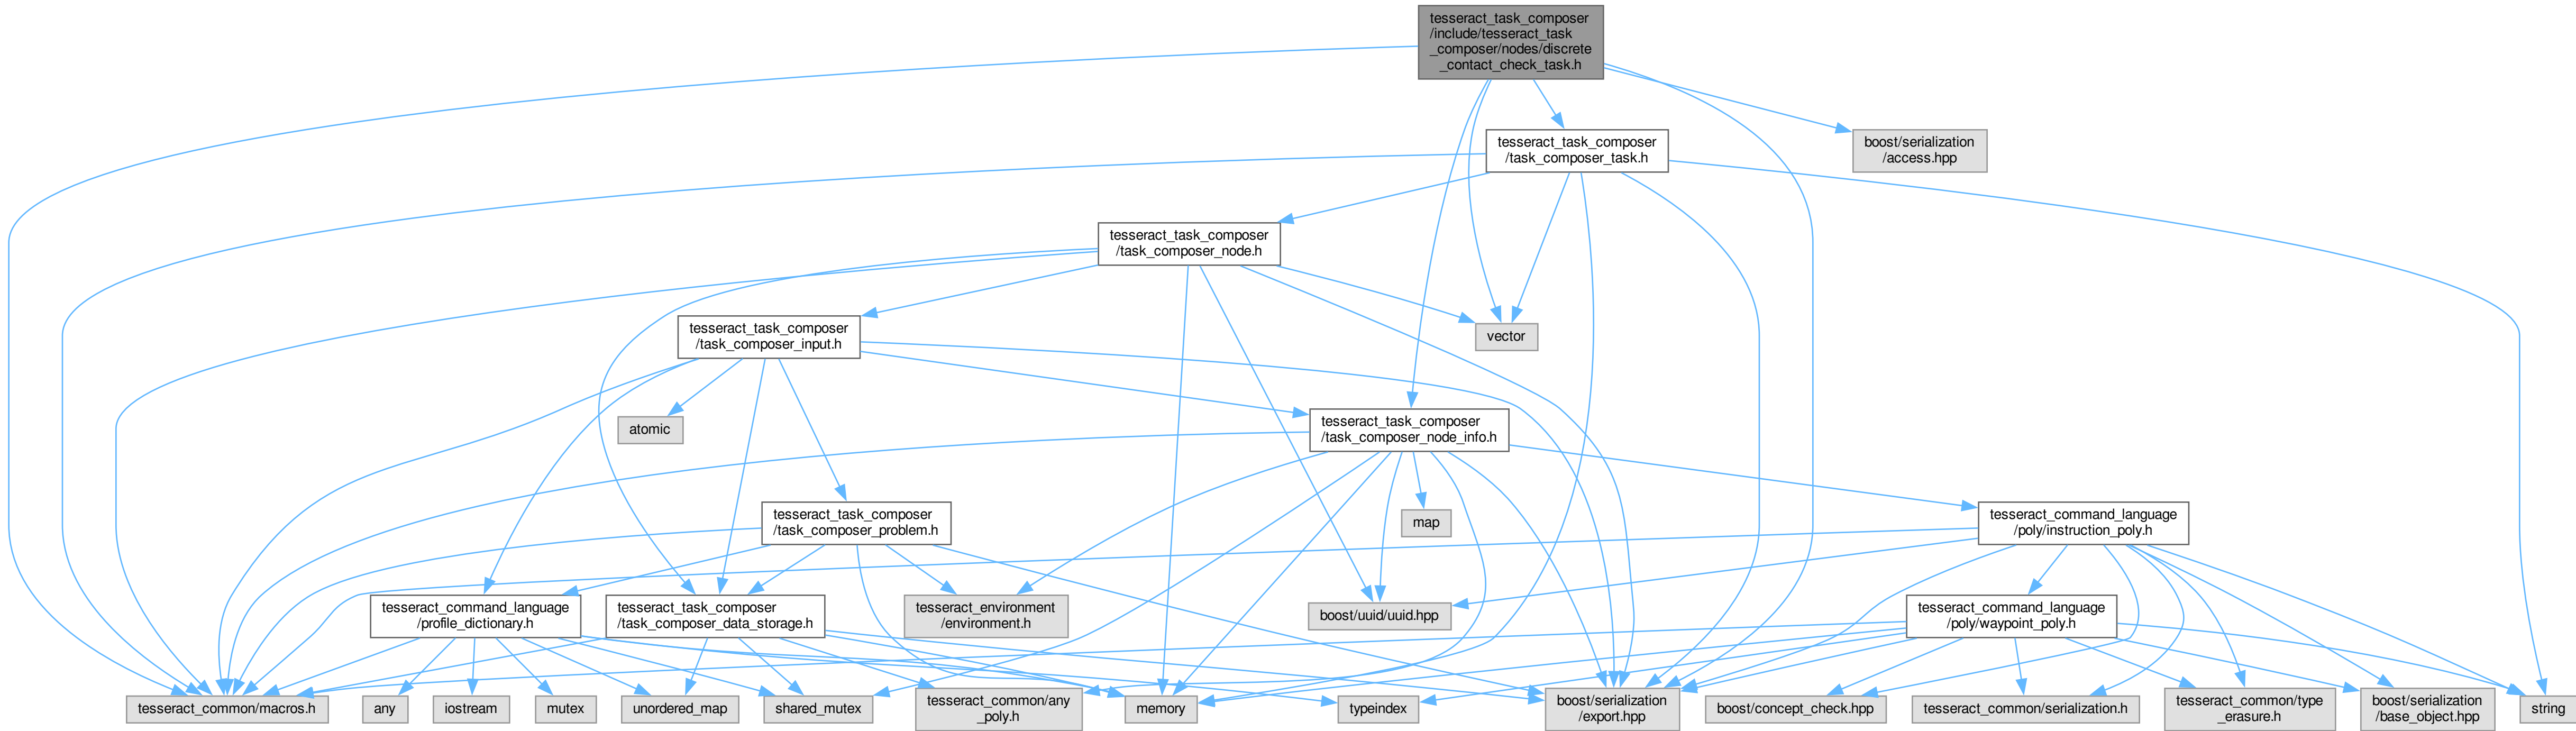 tesseract_task_composer
/include/tesseract_task
_composer/nodes/discrete
_contact_check_task.h
tesseract_task_composer
/task_composer_task.h
boost/serialization
/access.hpp
tesseract_task_composer
/task_composer_node.h
tesseract_task_composer
/task_composer_input.h
vector
atomic
tesseract_task_composer
/task_composer_node_info.h
tesseract_task_composer
/task_composer_problem.h
map
tesseract_command_language
/poly/instruction_poly.h
tesseract_command_language
/profile_dictionary.h
tesseract_task_composer
/task_composer_data_storage.h
tesseract_environment
/environment.h
boost/uuid/uuid.hpp
tesseract_command_language
/poly/waypoint_poly.h
tesseract_common/macros.h
any
iostream
mutex
unordered_map
shared_mutex
tesseract_common/any
_poly.h
memory
typeindex
boost/serialization
/export.hpp
boost/concept_check.hpp
tesseract_common/serialization.h
tesseract_common/type
_erasure.h
boost/serialization
/base_object.hpp
string